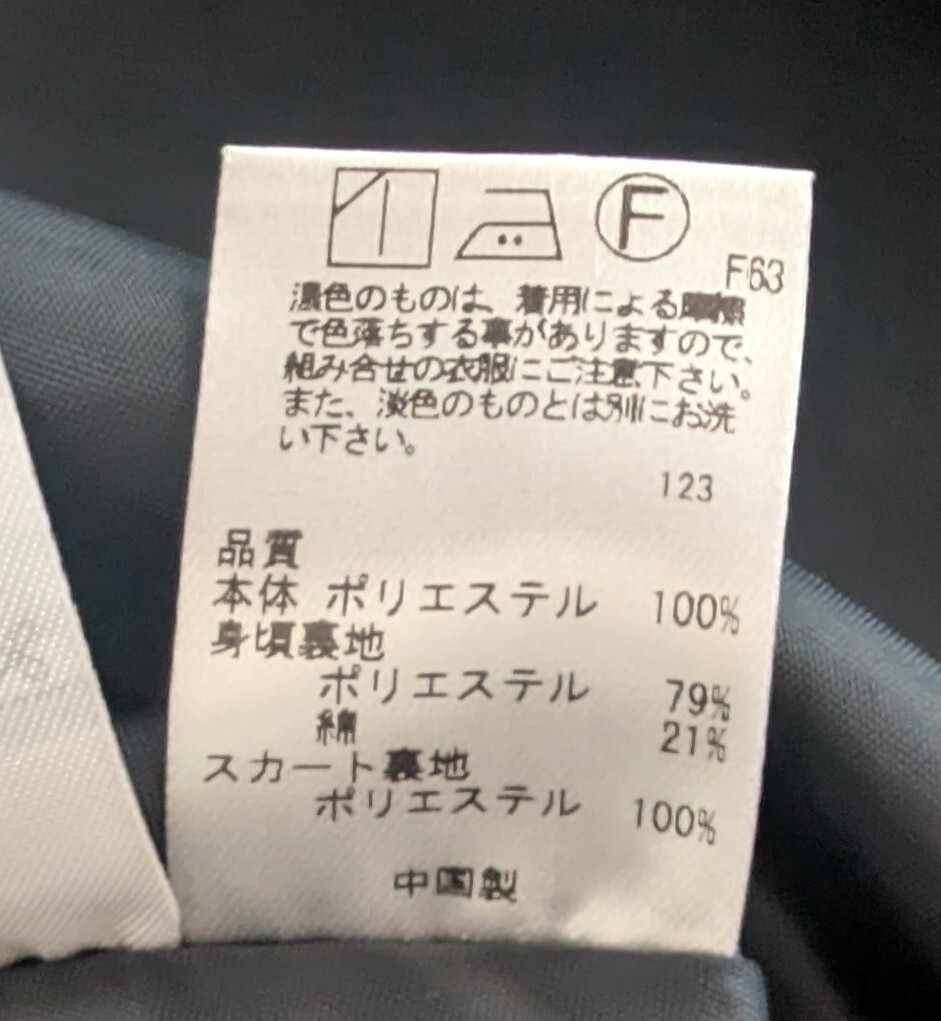 F
F63
濃色のものは、着用による摩擦
で色落ちする事がありますので、
組み合せの衣服にご注意下さい。
また、淡色のものとは別にお洗
い下さい。
123
品質
本体 ポリエステル 100%
身頃裏地
ポリエステル 79%
綿 21%
スカート裏地
ポリエステル 100%
中国製